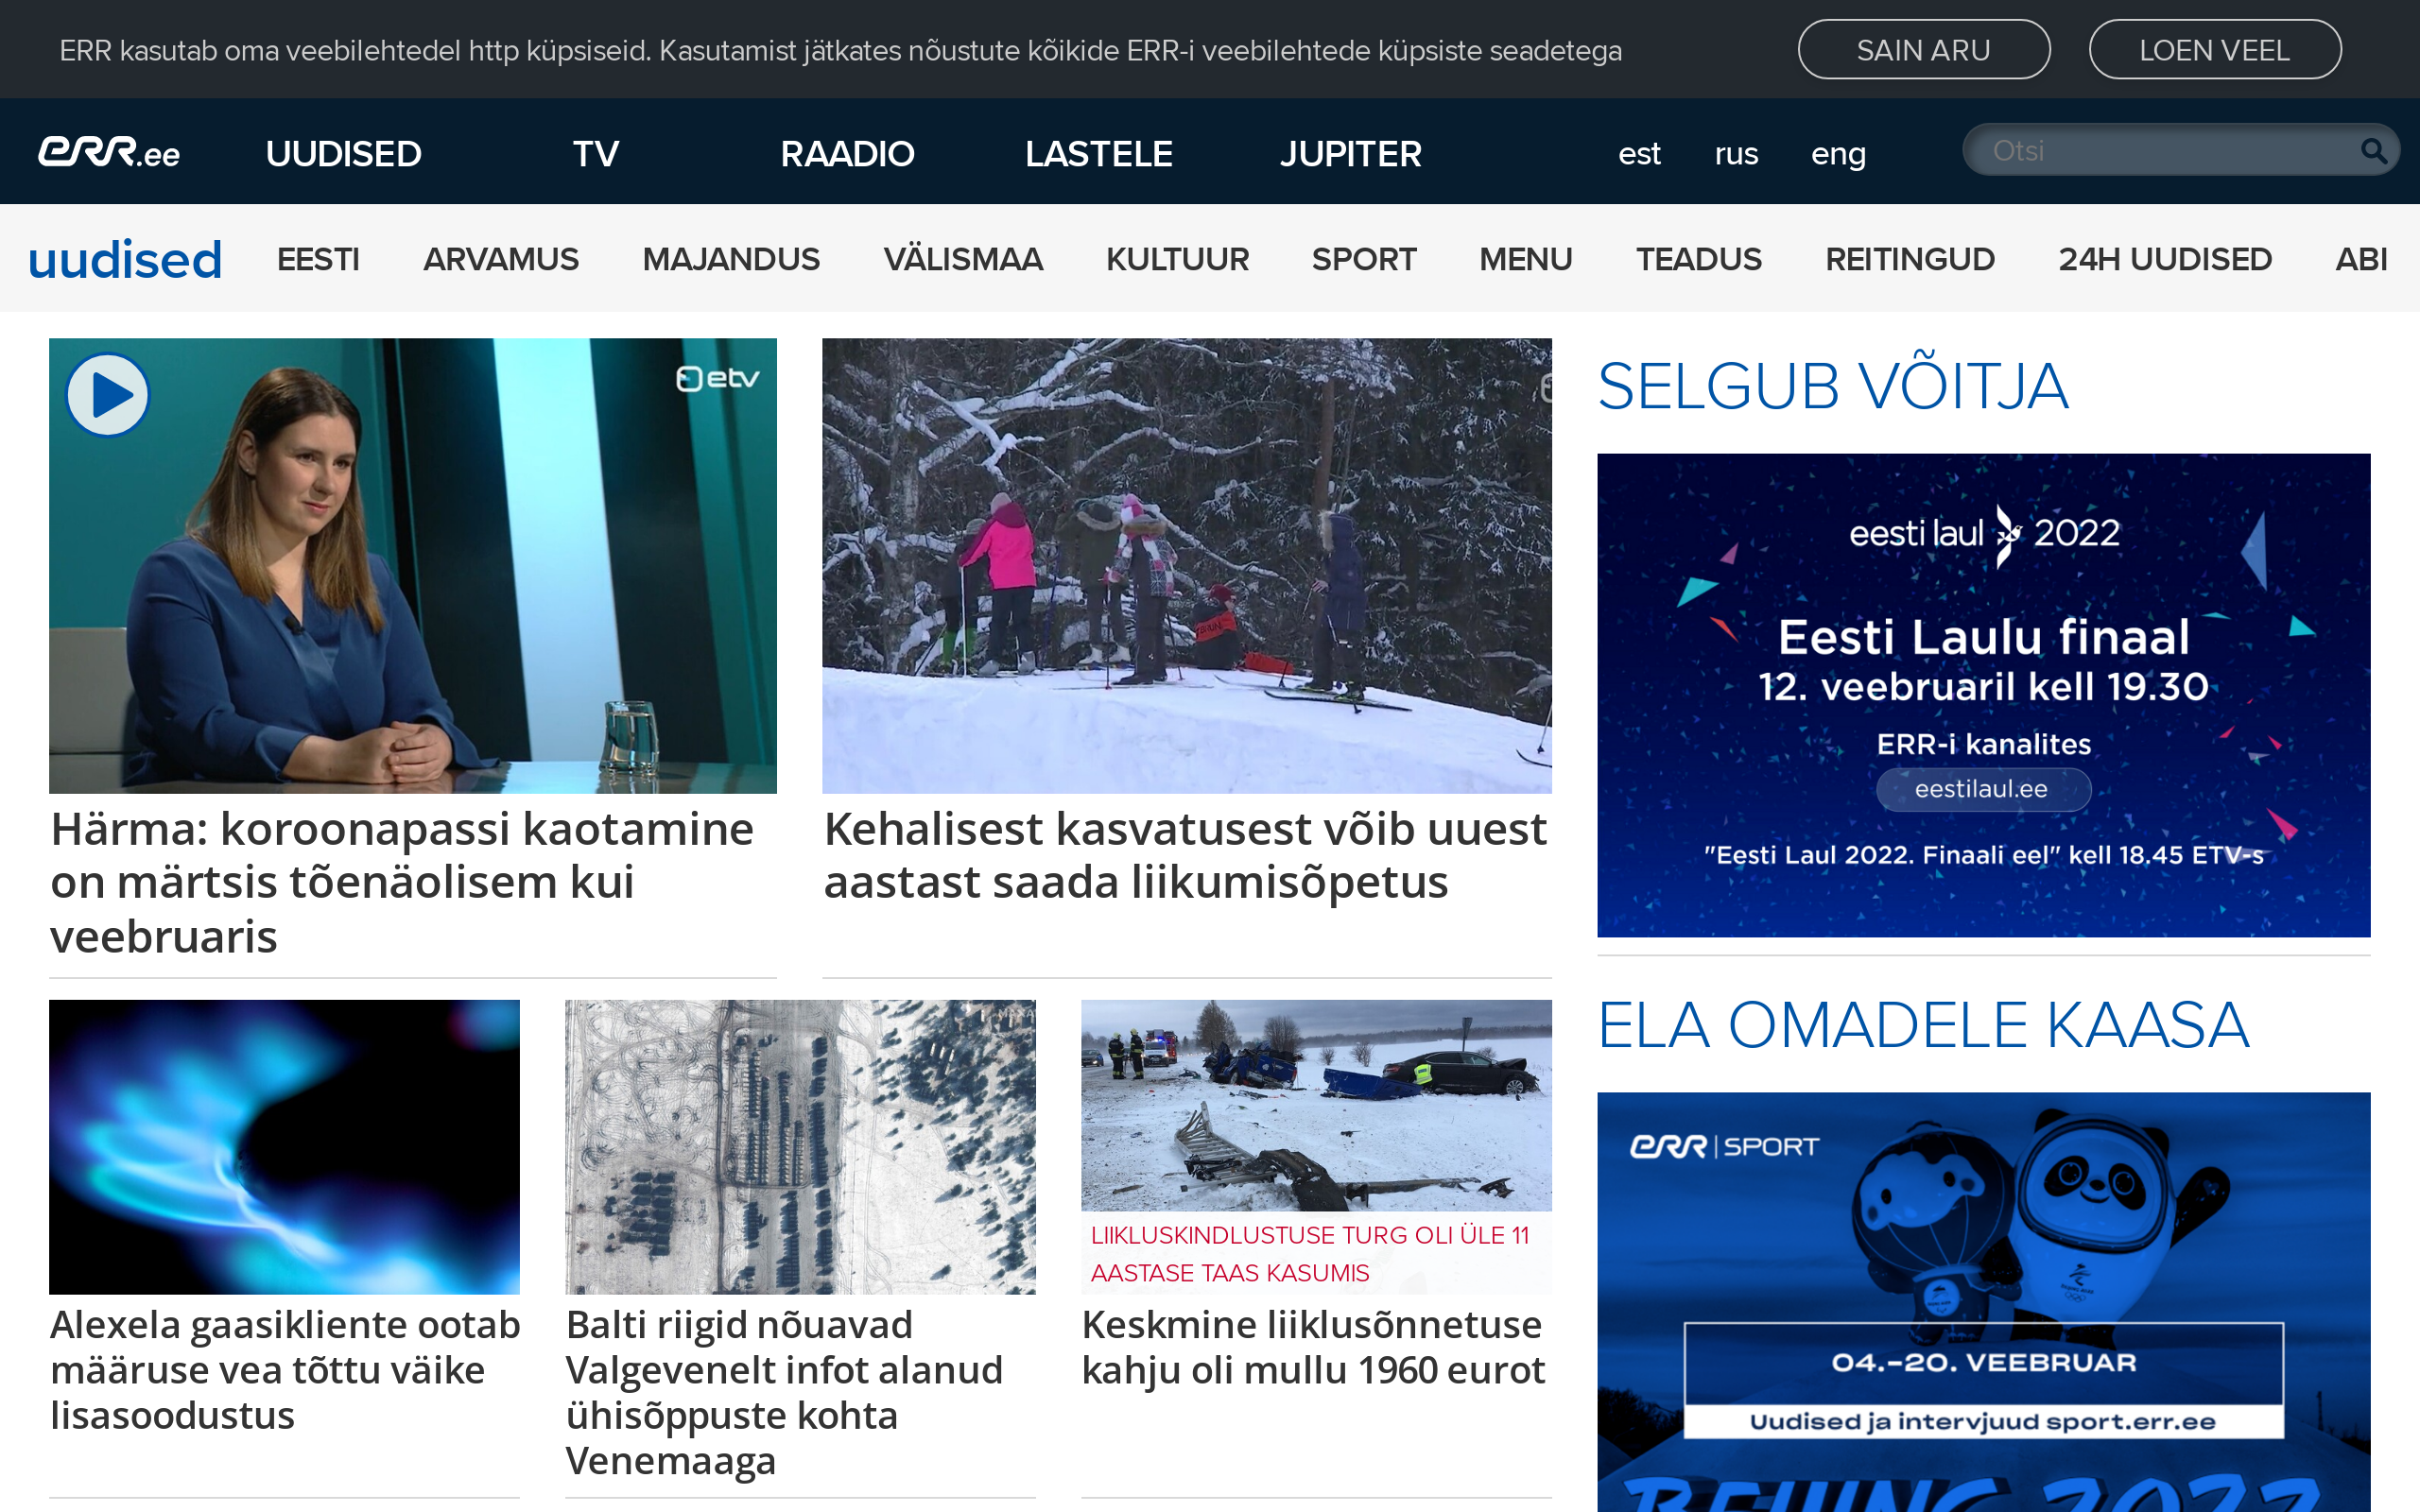 ERR kasutab oma veebilehtedel http küpsiseid. Kasutamist jätkates nõustute kõikide ERR-i veebilehtede küpsiste seadetega
SAIN ARU
LOEN VEEL
err.ee
UUDISED
TV
RAADIO
LASTELE
JUPITER
est
rus
eng
Otsi
uudised
EESTI
ARVAMUS
MAJANDUS
VÄLISMAA
KULTUUR
SPORT
MENU
TEADUS
REITINGUD
24H UUDISED
ABI
etv
Härma: koroonapassi kaotamine
on märtsis tõenäolisem kui
veebruaris
Kehalisest kasvatusest võib uuest
aastast saada liikumisõpetus
SELGUB VÕITJA
eesti laul 2022
Eesti Laulu finaal
12. veebruaril kell 19.30
ERR-i kanalites
eestilaul.ee
"Eesti Laul 2022. Finaali eel" kell 18.45 ETV-s
Alexela gaasikliente ootab
määruse vea tõttu väike
lisasoodustus
Balti riigid nõuavad
Valgevenelt infot alanud
ühisõppuste kohta
Venemaaga
LIIKLUSKINDLUSTUSE TURG OLI ÜLE 11
AASTASE TAAS KASUMIS
Keskmine liiklusõnnetuse
kahju oli mullu 1960 eurot
ELA OMADELE KAASA
err SPORT
04.–20. VEEBRUAR
Uudised ja intervjuud sport.err.ee
BEIJING 2022